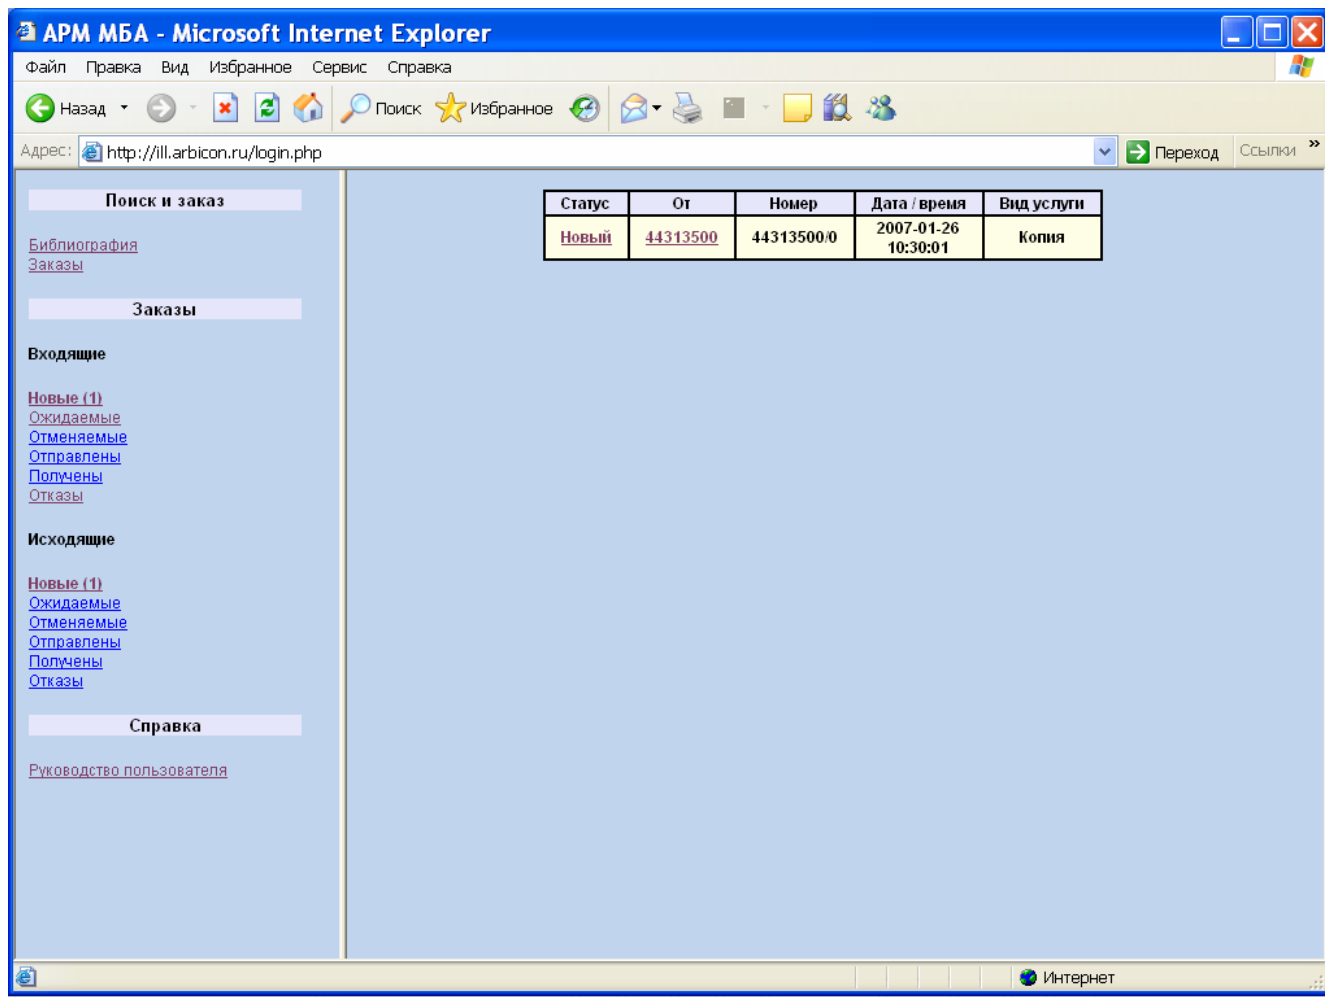 АРМ МБА - Microsoft Internet Explorer
Файл Правка Вид Избранное Сервис Справка
Назад Поиск Избранное
Адрес: http://ill.arbicon.ru/login.php Переход Ссылки »
Поиск и заказ
Библиография
Заказы
Заказы
Входящие
Новые (1)
Ожидаемые
Отменяемые
Отправлены
Получены
Отказы
Исходящие
Новые (1)
Ожидаемые
Отменяемые
Отправлены
Получены
Отказы
Справка
Руководство пользователя
Статус От Номер Дата / время Вид услуги
Новый 44313500 44313500/0 2007-01-26 10:30:01 Копия
Интернет